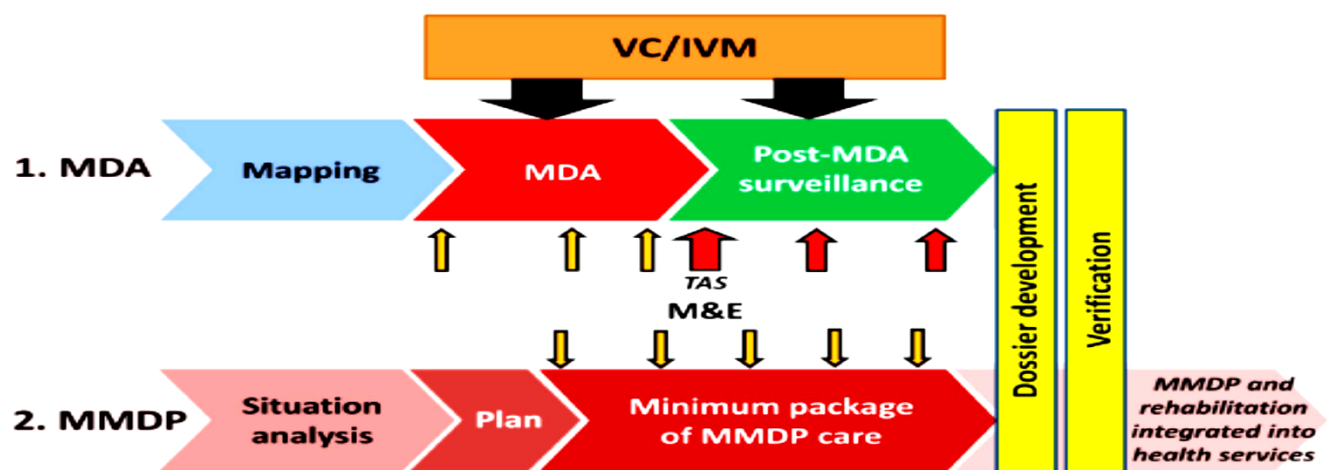 VC/IVM
1. MDA
Mapping
MDA
Post-MDA
surveillance
TAS
M&E
Dossier development
Verification
2. MMDP
Situation
analysis
Plan
Minimum package
of MMDP care
MMDP and
rehabilitation
integrated into
health services